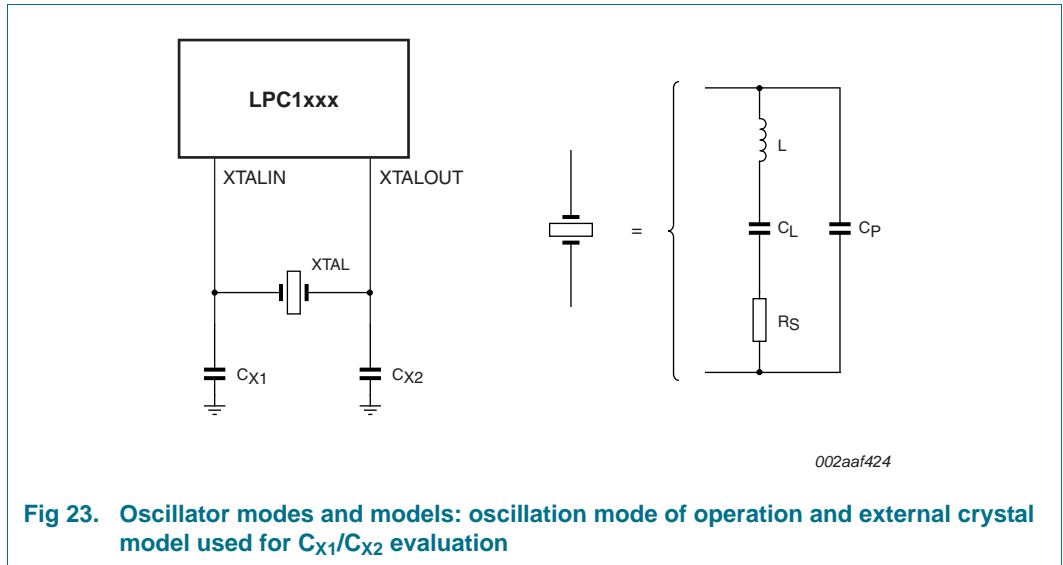 LPC1xxx
XTALIN
XTALOUT
XTAL
CX1
CX2
=
L
CL
CP
RS
002aaf424
Fig 23. Oscillator modes and models: oscillation mode of operation and external crystal
model used for CX1/CX2 evaluation